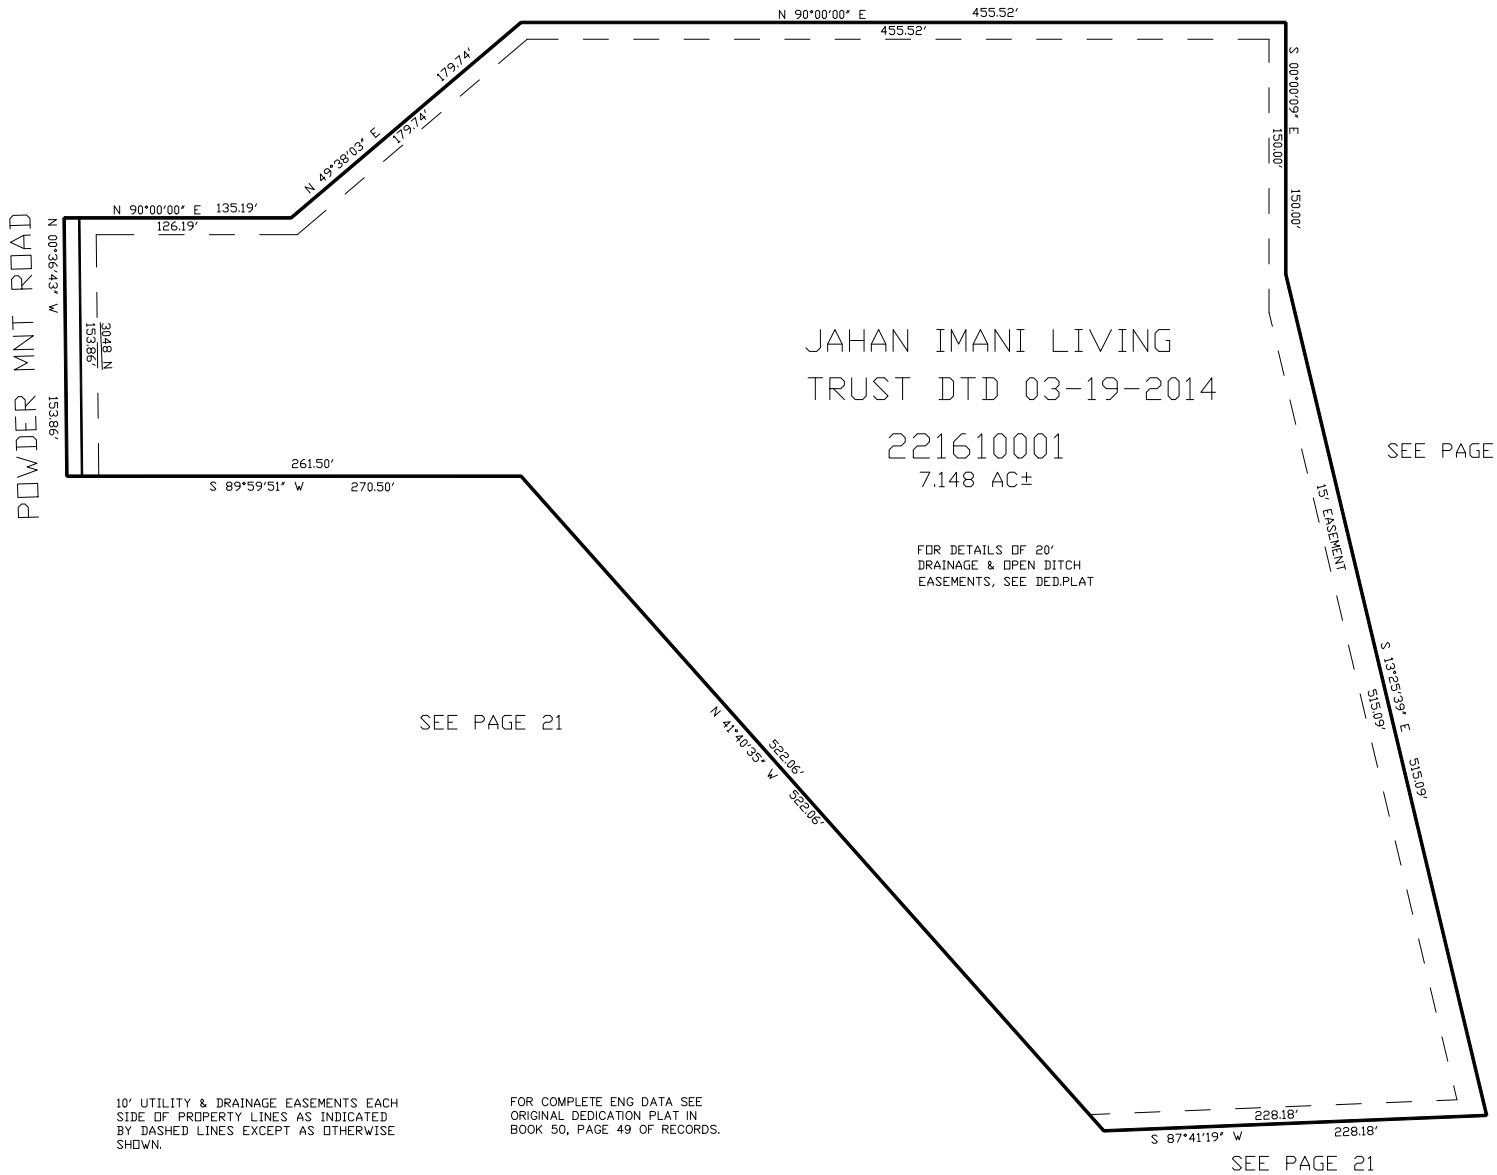 N 90°00'00" E 455.52'
455.52'
S 00°00'09" E
150.00'
150.00'
179.74'
179.74'
N 49°38'03" E
N 90°00'00" E 135.19'
126.19'
POWDER MNT ROAD
N 00°36'43" W
153.86'
3048 N
153.86'
261.50'
S 89°59'51" W 270.50'
JAHAN IMANI LIVING
TRUST DTD 03-19-2014
221610001
7.148 AC±
SEE PAGE
15' EASEMENT
FOR DETAILS OF 20'
DRAINAGE & OPEN DITCH
EASEMENTS, SEE DED.PLAT
S 13°25'39" E
515.09'
515.09'
SEE PAGE 21
N 41°40'35" W
522.06'
522.06'
10' UTILITY & DRAINAGE EASEMENTS EACH
SIDE OF PROPERTY LINES AS INDICATED
BY DASHED LINES EXCEPT AS OTHERWISE
SHOWN.
FOR COMPLETE ENG DATA SEE
ORIGINAL DEDICATION PLAT IN
BOOK 50, PAGE 49 OF RECORDS.
228.18'
S 87°41'19" W 228.18'
SEE PAGE 21